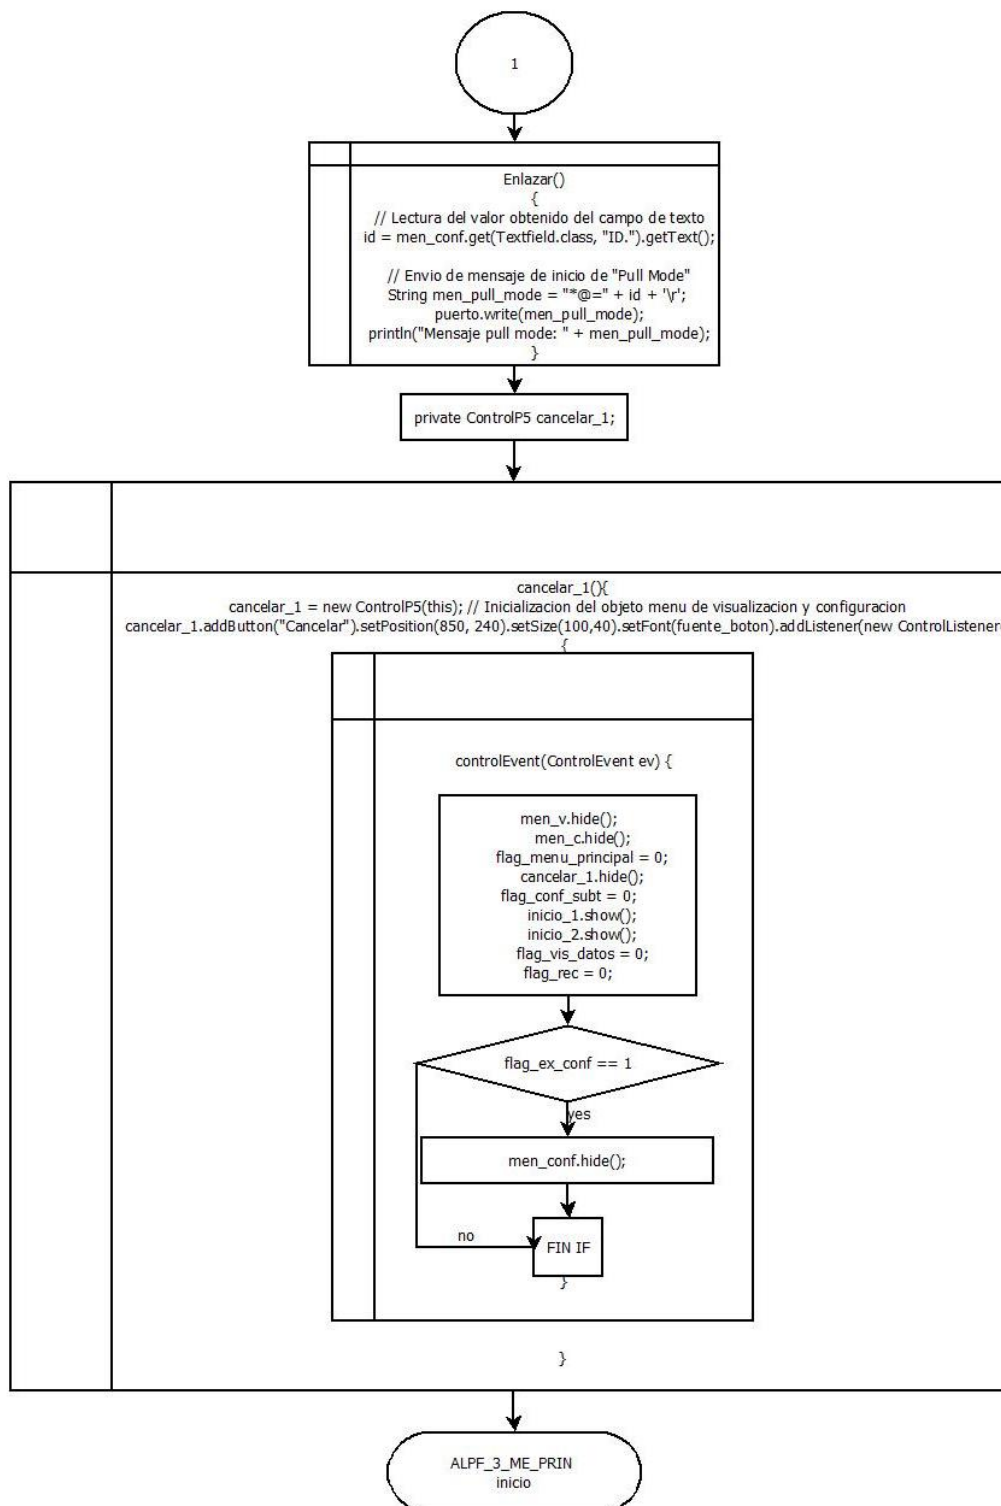 1
Enlazar()
{
// Lectura del valor obtenido del campo de texto
id = men_conf.get(Textfield.class, "ID.").getText();
// Envio de mensaje de inicio de "Pull Mode"
String men_pull_mode = "*@=" + id + '\r';
puerto.write(men_pull_mode);
println("Mensaje pull mode: " + men_pull_mode);
}
private ControlP5 cancelar_1;
cancelar_1(){
cancelar_1 = new ControlP5(this); // Inicializacion del objeto menu de visualizacion y configuracion
cancelar_1.addButton("Cancelar").setPosition(850, 240).setSize(100,40).setFont(fuente_boton).addListener(new ControlListener(
{
controlEvent(ControlEvent ev) {
men_v.hide();
men_c.hide();
flag_menu_principal = 0;
cancelar_1.hide();
flag_conf_subt = 0;
inicio_1.show();
inicio_2.show();
flag_vis_datos = 0;
flag_rec = 0;
flag_ex_conf == 1
yes
men_conf.hide();
no
FIN IF
}
}
ALPF_3_ME_PRIN
inicio